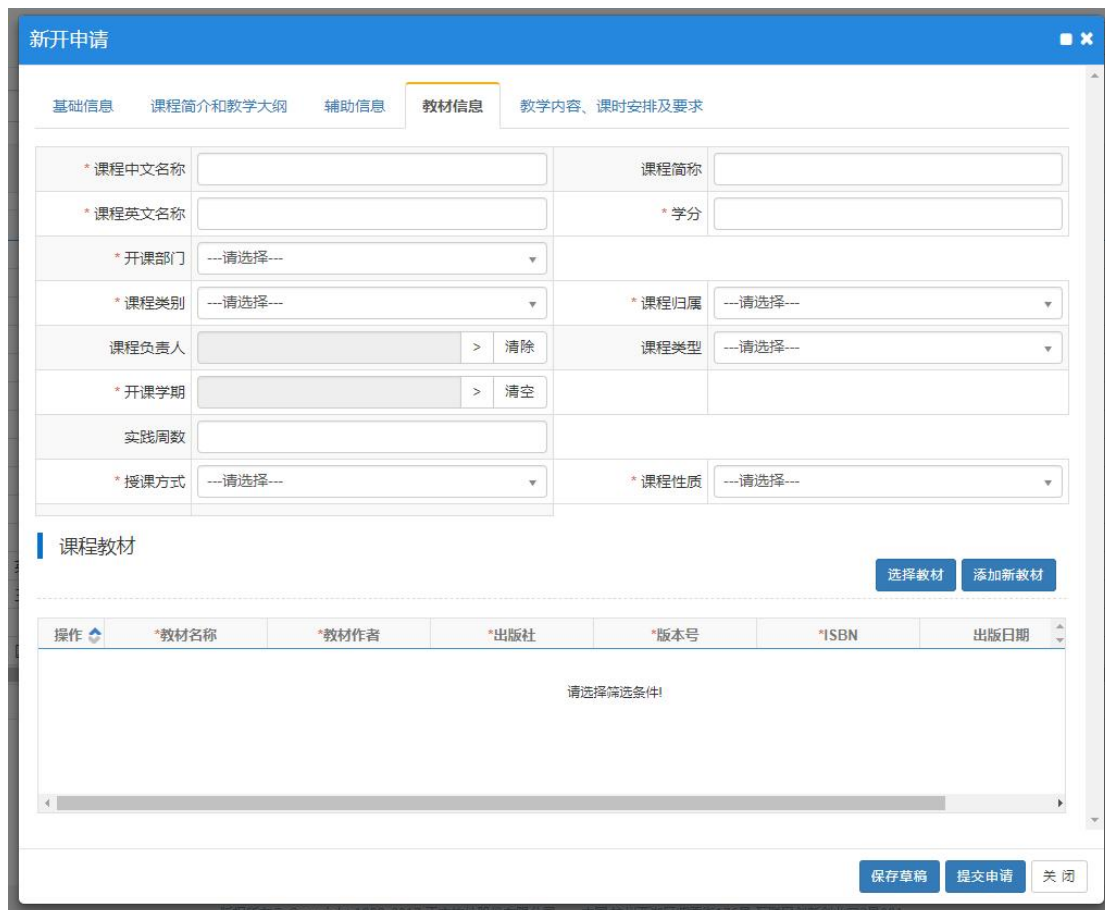 新开申请
基础信息 课程简介和教学大纲 辅助信息 教材信息 教学内容、课时安排及要求
* 课程中文名称 课程简称
* 课程英文名称 * 学分
* 开课部门 ---请选择---
* 课程类别 ---请选择--- * 课程归属 ---请选择---
课程负责人 > 清除 课程类型 ---请选择---
* 开课学期 > 清空
实践周数
* 授课方式 ---请选择--- * 课程性质 ---请选择---
课程教材
选择教材 添加新教材
操作 *教材名称 *教材作者 *出版社 *版本号 *ISBN 出版日期
请选择筛选条件!
保存草稿 提交申请 关 闭